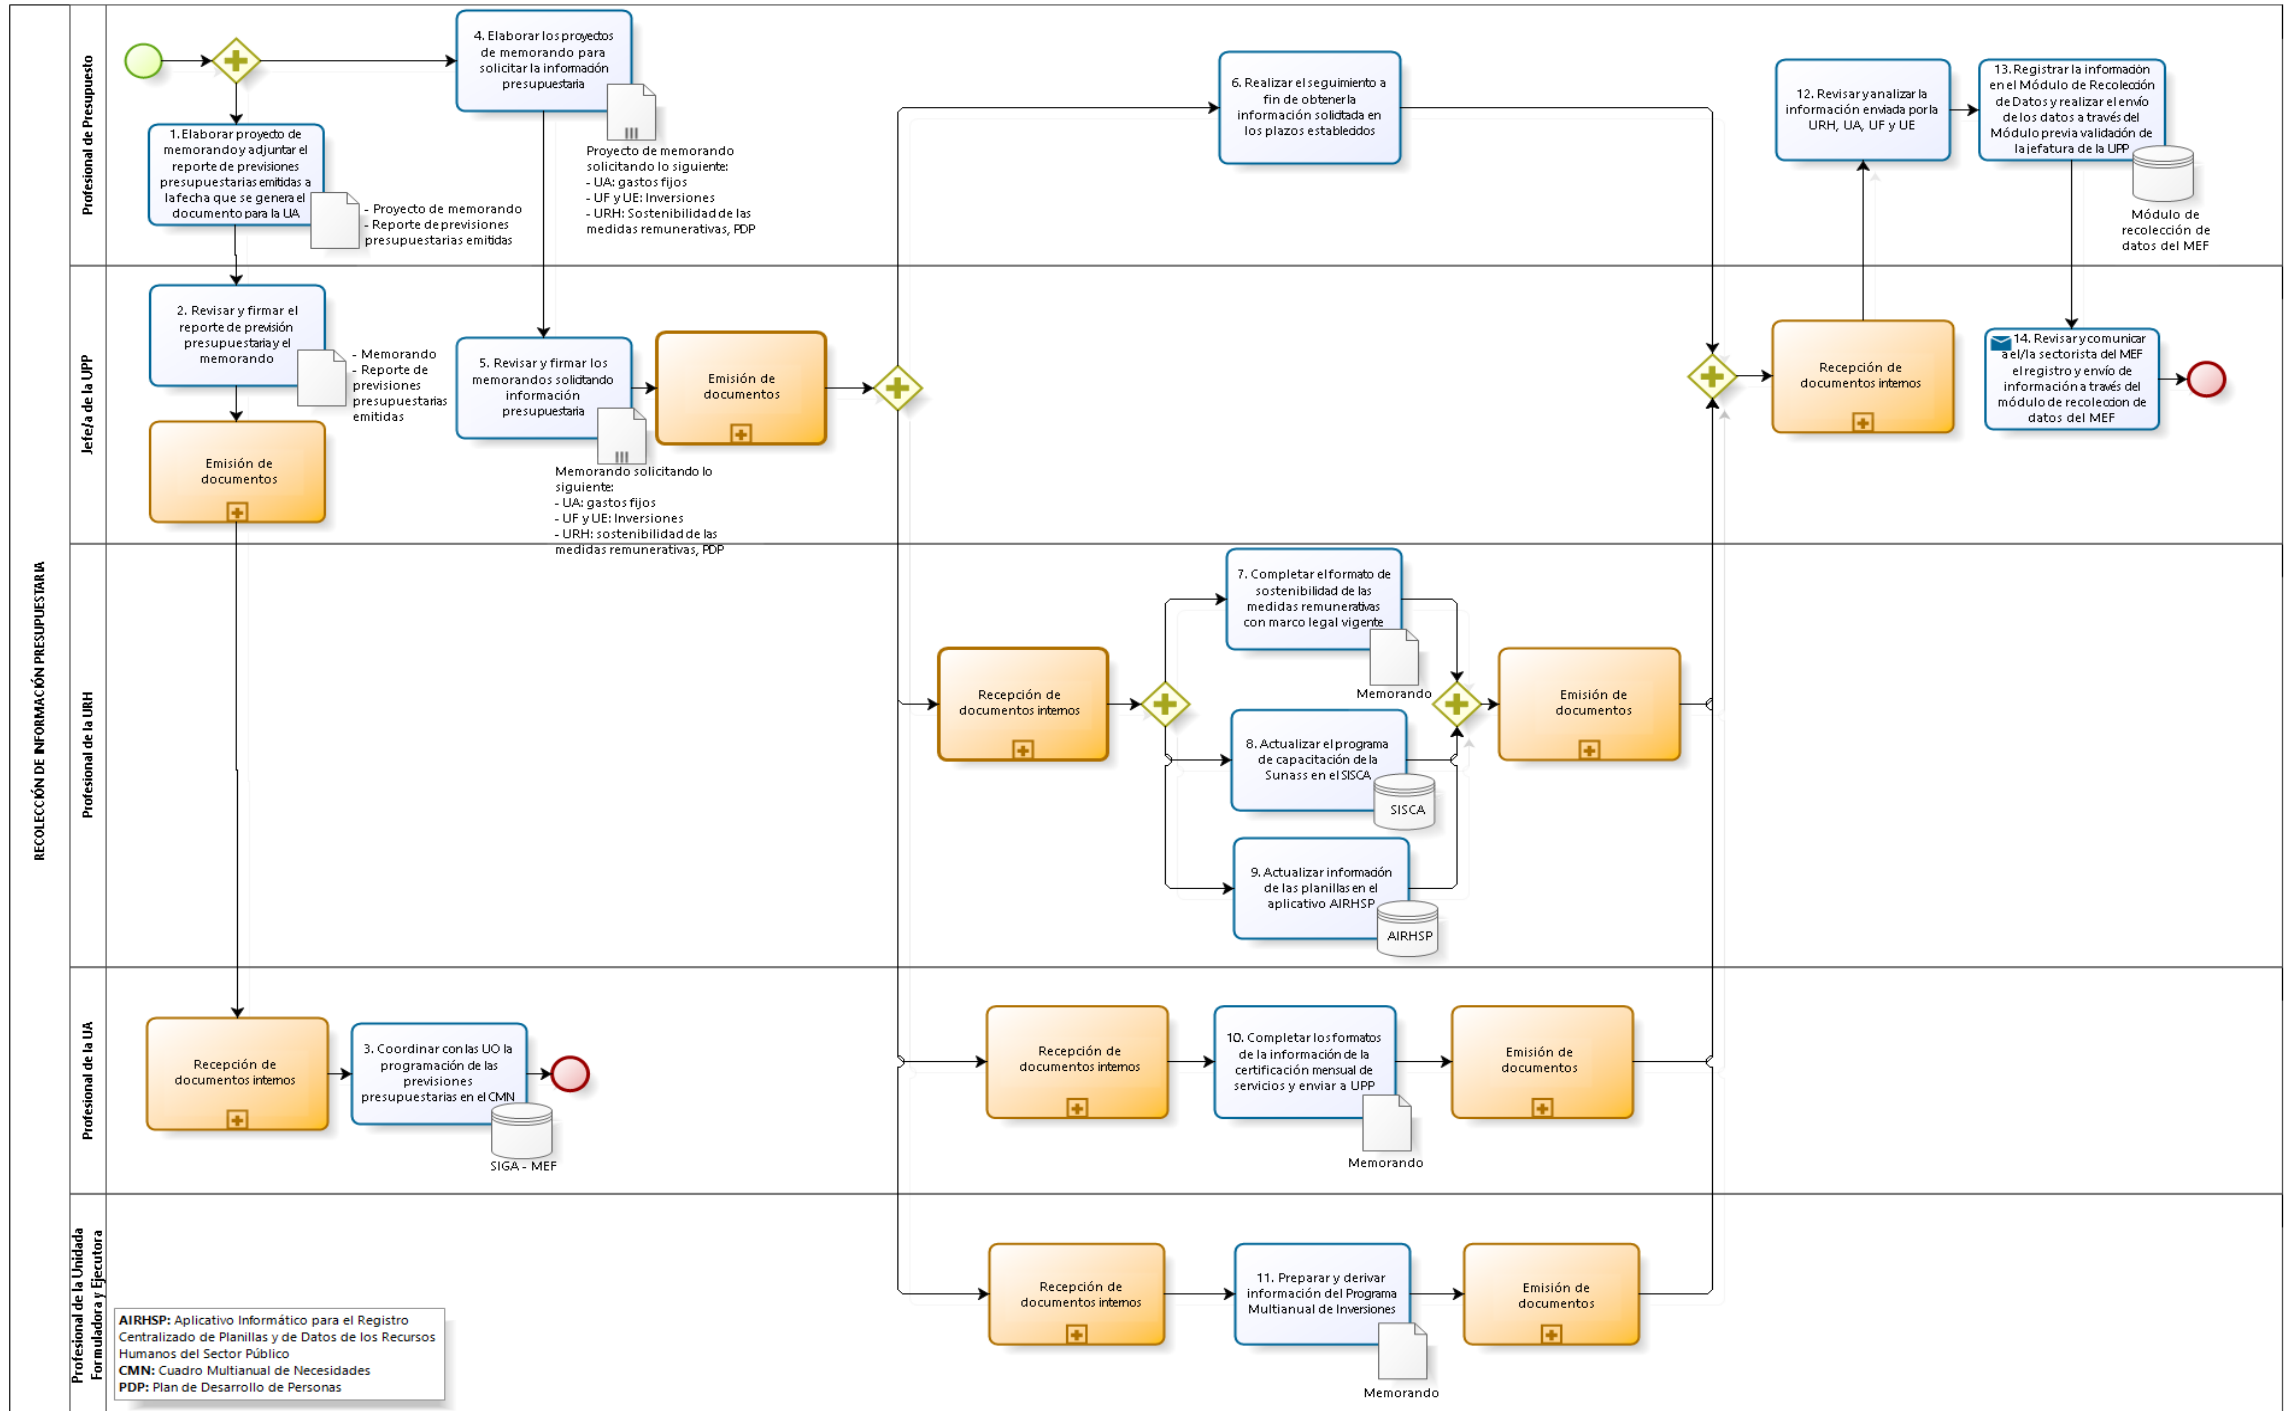 RECOLECCIÓN DE INFORMACIÓN PRESUPUESTARIA
Profesional de Presupuesto
4. Elaborar los proyectos
de memorando para
solicitar la información
presupuestaria
Proyecto de memorando
solicitando lo siguiente:
- UA: gastos fijos
- UF y UE: Inversiones
- URH: Sostenibilidad de las
medidas remunerativas, PDP
1. Elaborar proyecto de
memorando y adjuntar el
reporte de previsiones
presupuestarias emitidas a
la fecha que se genera el
documento para la UA
- Proyecto de memorando
- Reporte de previsiones
presupuestarias emitidas
6. Realizar el seguimiento a
fin de obtener la
información solicitada en
los plazos establecidos
12. Revisar y analizar la
información enviada por la
URH, UA, UF y UE
13. Registrar la información
en el Módulo de Recolección
de Datos y realizar el envío
de los datos a través del
Módulo previa validación de
la jefatura de la UPP
Módulo de
recolección de
datos del MEF
Jefe/a de la UPP
2. Revisar y firmar el
reporte de previsión
presupuestaria y el
memorando
- Memorando
- Reporte de
previsiones
presupuestarias
emitidas
Emisión de
documentos
5. Revisar y firmar los
memorandos solicitando
información
presupuestaria
Memorando solicitando lo
siguiente:
- UA: gastos fijos
- UF y UE: Inversiones
- URH: sostenibilidad de las
medidas remunerativas, PDP
Emisión de
documentos
Recepción de
documentos internos
14. Revisar y comunicar
a el/la sectorista del MEF
el registro y envío de
información a través del
módulo de recoleccion de
datos del MEF
Profesional de la URH
Recepción de
documentos internos
7. Completar el formato de
sostenibilidad de las
medidas remunerativas
con marco legal vigente
Memorando
8. Actualizar el programa
de capacitación de la
Sunass en el SISCA
SISCA
9. Actualizar información
de las planillas en el
aplicativo AIRHSP
AIRHSP
Emisión de
documentos
Profesional de la UA
Recepción de
documentos internos
3. Coordinar con las UO la
programación de las
previsiones
presupuestarias en el CMN
SIGA - MEF
Recepción de
documentos internos
10. Completar los formatos
de la información de la
certificación mensual de
servicios y enviar a UPP
Memorando
Emisión de
documentos
Profesional de la Unidada
Formuladora y Ejecutora
Recepción de
documentos internos
11. Preparar y derivar
información del Programa
Multianual de Inversiones
Memorando
Emisión de
documentos
AIRHSP: Aplicativo Informático para el Registro
Centralizado de Planillas y de Datos de los Recursos
Humanos del Sector Público
CMN: Cuadro Multianual de Necesidades
PDP: Plan de Desarrollo de Personas